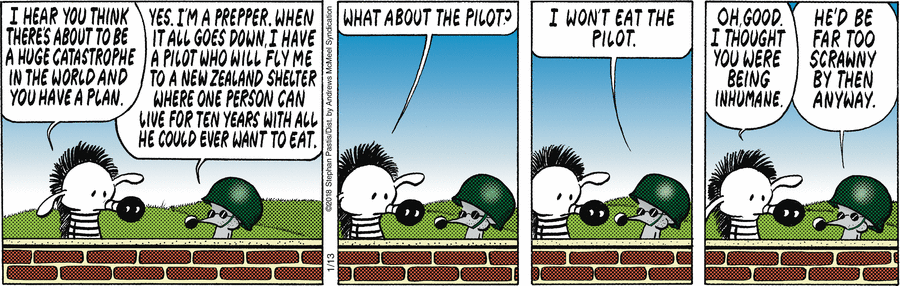 I HEAR YOU THINK
THERE'S ABOUT TO BE
A HUGE CATASTROPHE
IN THE WORLD AND
YOU HAVE A PLAN.
YES. I'M A PREPPER. WHEN
IT ALL GOES DOWN, I HAVE
A PILOT WHO WILL FLY ME
TO A NEW ZEALAND SHELTER
WHERE ONE PERSON CAN
LIVE FOR TEN YEARS WITH ALL
HE COULD EVER WANT TO EAT.
©2018 Stephan Pastis/Dist. by Andrews McMeel Syndication
1/13
WHAT ABOUT THE PILOT?
I WON'T EAT THE
PILOT.
OH, GOOD.
I THOUGHT
YOU WERE
BEING
INHUMANE.
HE'D BE
FAR TOO
SCRAWNY
BY THEN
ANYWAY.